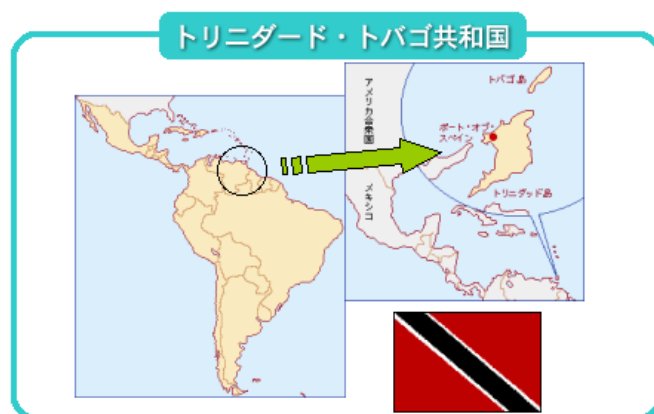 トリニダード・トバゴ共和国
アメリカ合衆国
トバゴ島
ポート・オブ・
スペイン
メキシコ
トリニダッド島